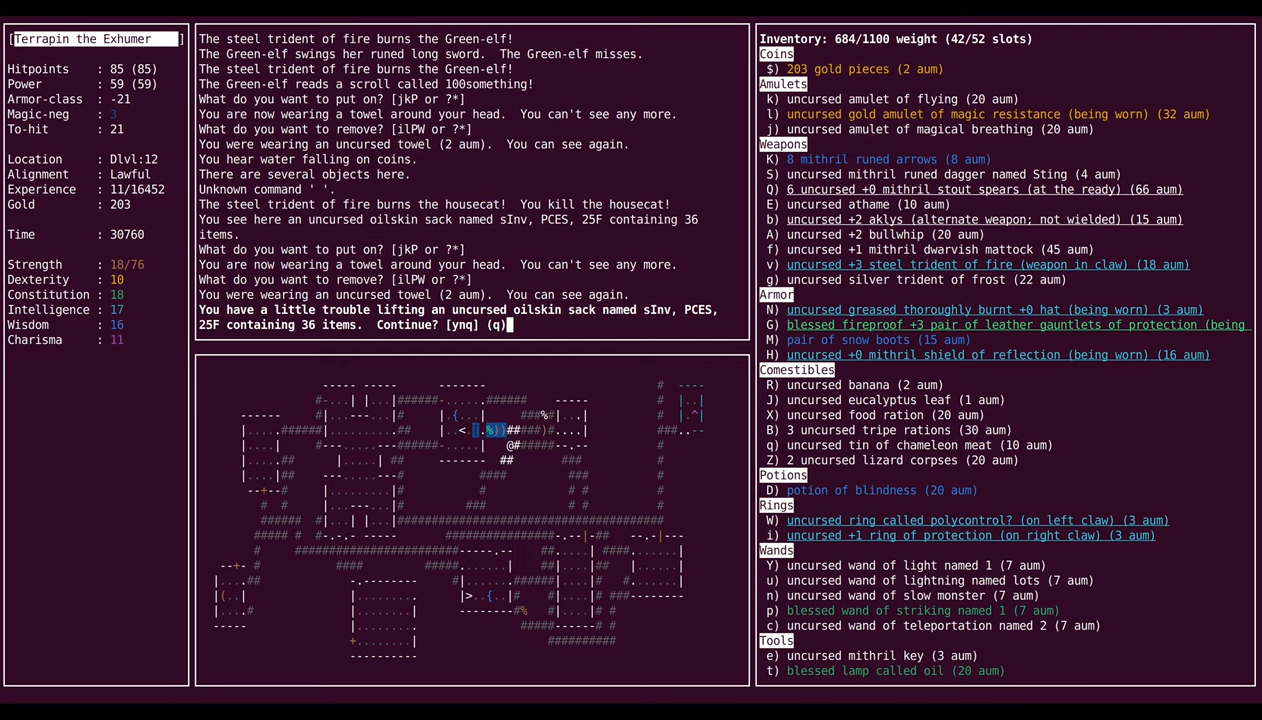 [Terrapin the Exhumer ]
Hitpoints : 85 (85)
Power : 59 (59)
Armor-class : -21
Magic-neg : 3
To-hit : 21
Location : Dlvl:12
Alignment : Lawful
Experience : 11/16452
Gold : 203
Time : 30760
Strength : 18/76
Dexterity : 10
Constitution : 18
Intelligence : 17
Wisdom : 16
Charisma : 11
The steel trident of fire burns the Green-elf!
The Green-elf swings her runed long sword. The Green-elf misses.
The steel trident of fire burns the Green-elf!
The Green-elf reads a scroll called 100something!
What do you want to put on? [jkP or ?*]
You are now wearing a towel around your head. You can't see any more.
What do you want to remove? [ilPW or ?*]
You were wearing an uncursed towel (2 aum). You can see again.
You hear water falling on coins.
There are several objects here.
Unknown command ' '.
The steel trident of fire burns the housecat! You kill the housecat!
You see here an uncursed oilskin sack named sInv, PCES, 25F containing 36
items.
What do you want to put on? [jkP or ?*]
You are now wearing a towel around your head. You can't see any more.
What do you want to remove? [ilPW or ?*]
You were wearing an uncursed towel (2 aum). You can see again.
You have a little trouble lifting an uncursed oilskin sack named sInv, PCES,
25F containing 36 items. Continue? [ynq] (q)
Inventory: 684/1100 weight (42/52 slots)
Coins
$) 203 gold pieces (2 aum)
Amulets
k) uncursed amulet of flying (20 aum)
l) uncursed gold amulet of magic resistance (being worn) (32 aum)
j) uncursed amulet of magical breathing (20 aum)
Weapons
K) 8 mithril runed arrows (8 aum)
S) uncursed mithril runed dagger named Sting (4 aum)
Q) 6 uncursed +0 mithril stout spears (at the ready) (66 aum)
E) uncursed athame (10 aum)
b) uncursed +2 aklys (alternate weapon; not wielded) (15 aum)
A) uncursed +2 bullwhip (20 aum)
f) uncursed +1 mithril dwarvish mattock (45 aum)
v) uncursed +3 steel trident of fire (weapon in claw) (18 aum)
g) uncursed silver trident of frost (22 aum)
Armor
N) uncursed greased thoroughly burnt +0 hat (being worn) (3 aum)
G) blessed fireproof +3 pair of leather gauntlets of protection (being
M) pair of snow boots (15 aum)
H) uncursed +0 mithril shield of reflection (being worn) (16 aum)
Comestibles
R) uncursed banana (2 aum)
J) uncursed eucalyptus leaf (1 aum)
X) uncursed food ration (20 aum)
B) 3 uncursed tripe rations (30 aum)
q) uncursed tin of chameleon meat (10 aum)
Z) 2 uncursed lizard corpses (20 aum)
Potions
D) potion of blindness (20 aum)
Rings
W) uncursed ring called polycontrol? (on left claw) (3 aum)
i) uncursed +1 ring of protection (on right claw) (3 aum)
Wands
Y) uncursed wand of light named 1 (7 aum)
u) uncursed wand of lightning named lots (7 aum)
n) uncursed wand of slow monster (7 aum)
p) blessed wand of striking named 1 (7 aum)
c) uncursed wand of teleportation named 2 (7 aum)
Tools
e) uncursed mithril key (3 aum)
t) blessed lamp called oil (20 aum)